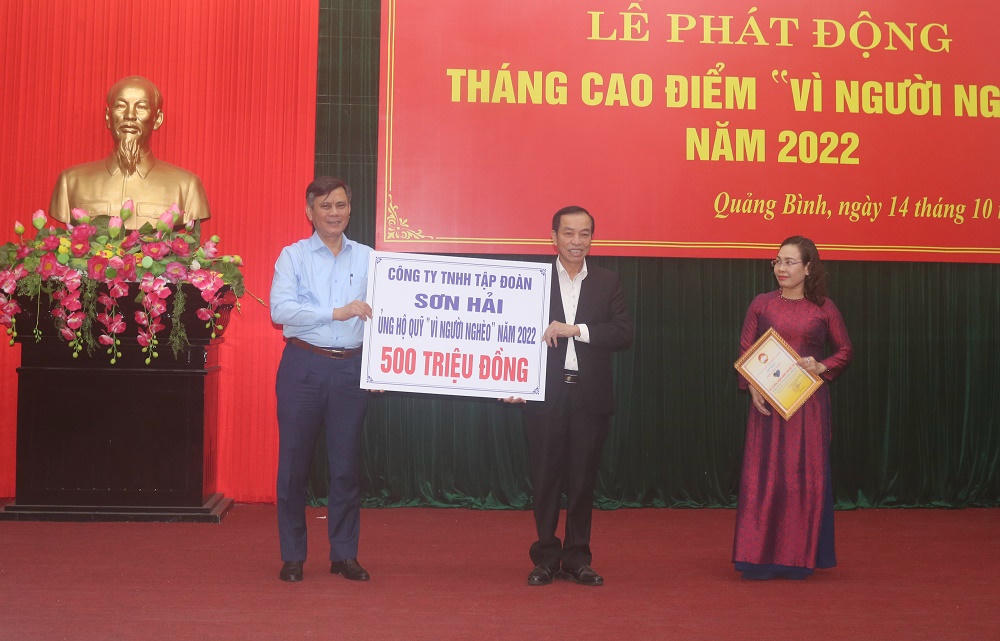 LỄ PHÁT ĐỘNG
THÁNG CAO ĐIỂM "VÌ NGƯỜI NG
NĂM 2022
Quảng Bình, ngày 14 tháng 10
CÔNG TY TNHH TẬP ĐOÀN
SƠN HẢI
ỦNG HỘ QUỸ "VÌ NGƯỜI NGHÈO" NĂM 2022
500 TRIỆU ĐỒNG